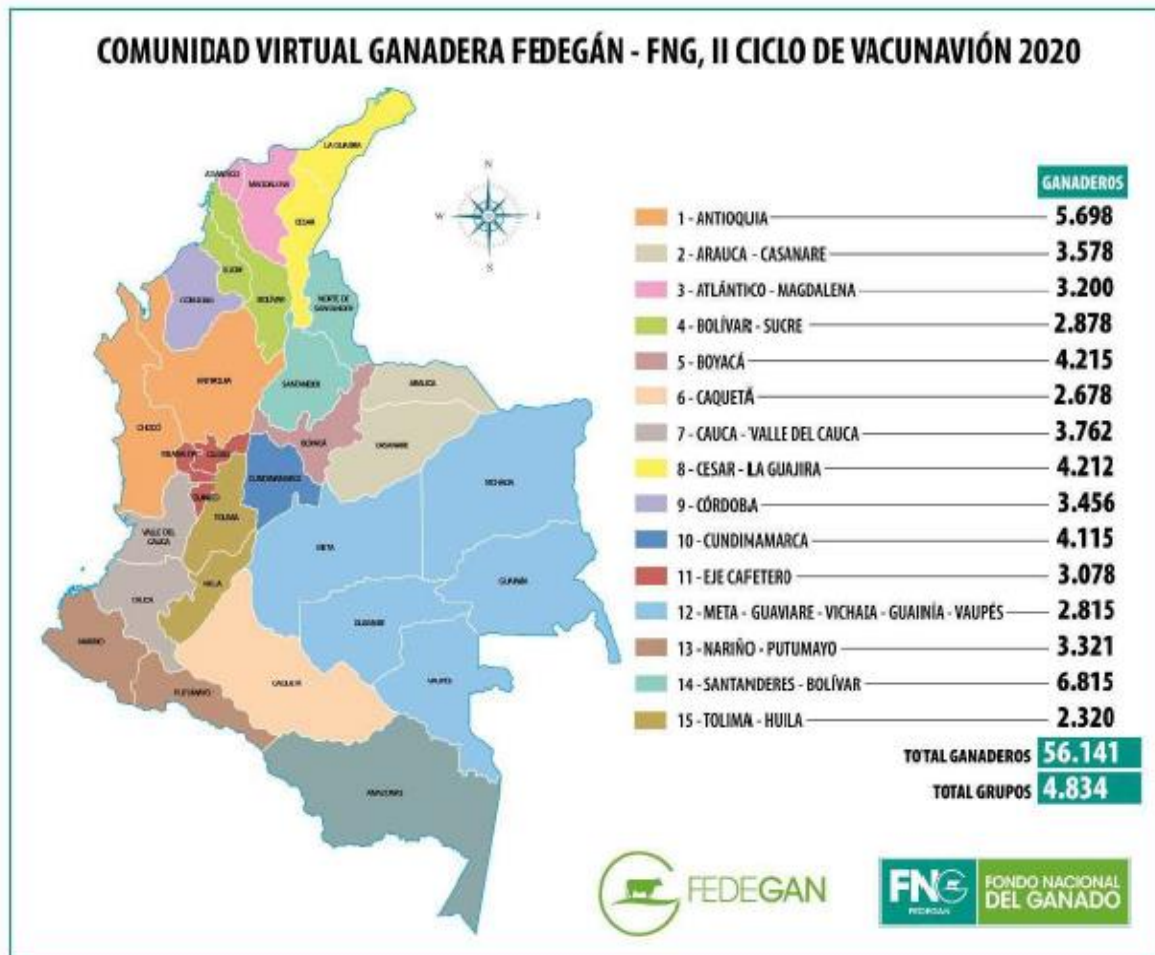 COMUNIDAD VIRTUAL GANADERA FEDEGÁN - FNG, II CICLO DE VACUNAVIÓN 2020
LA GUAJIRA
ATLÁNTICO
MAGDALENA
CESAR
SUCRE
CÓRDOBA
BOLÍVAR
NORTE DE
SANTANDER
ANTIOQUIA
SANTANDER
ARAUCA
CHOCÓ
BOYACÁ
CASANARE
RISARALDA
CALDAS
CUNDINAMARCA
VICHADA
QUINDÍO
TOLIMA
VALLE DEL
CAUCA
META
GUAINÍA
HUILA
CAUCA
GUAVIARE
NARIÑO
CAQUETÁ
VAUPÉS
PUTUMAYO
AMAZONAS
N
W I
S
GANADEROS
1 - ANTIOQUIA 5.698
2 - ARAUCA - CASANARE 3.578
3 - ATLÁNTICO - MAGDALENA 3.200
4 - BOLÍVAR - SUCRE 2.878
5 - BOYACÁ 4.215
6 - CAQUETÁ 2.678
7 - CAUCA - VALLE DEL CAUCA 3.762
8 - CESAR - LA GUAJIRA 4.212
9 - CÓRDOBA 3.456
10 - CUNDINAMARCA 4.115
11 - EJE CAFETERO 3.078
12 - META - GUAVIARE - VICHAIA - GUAINÍA - VAUPÉS 2.815
13 - NARIÑO - PUTUMAYO 3.321
14 - SANTANDERES - BOLÍVAR 6.815
15 - TOLIMA - HUILA 2.320
TOTAL GANADEROS 56.141
TOTAL GRUPOS 4.834
FEDEGAN
FNG
FEDEGAN
FONDO NACIONAL
DEL GANADO